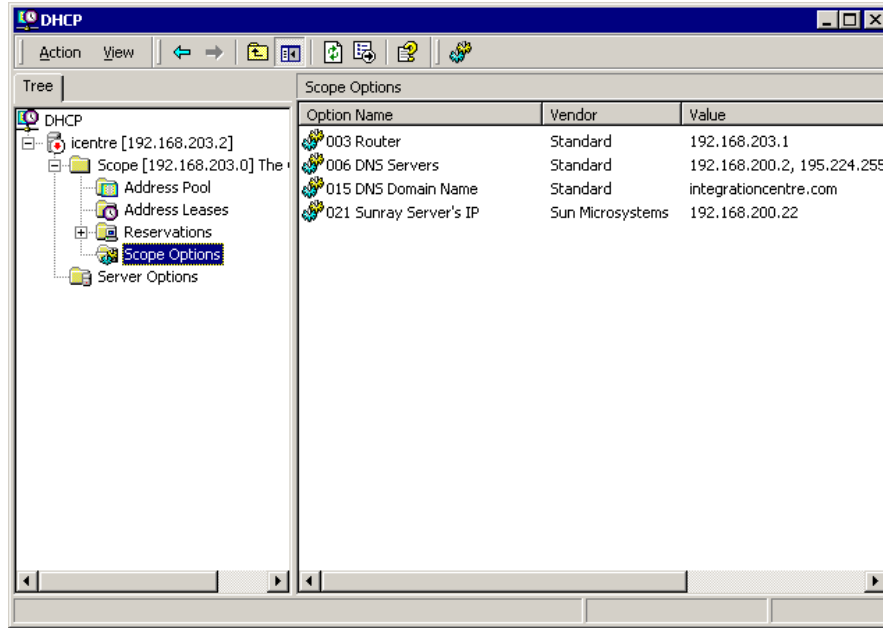 DHCP
Action View
Tree
Scope Options
DHCP
icentre [192.168.203.2]
Scope [192.168.203.0] The
Address Pool
Address Leases
Reservations
Scope Options
Server Options
Option Name Vendor Value
003 Router Standard 192.168.203.1
006 DNS Servers Standard 192.168.200.2, 195.224.255
015 DNS Domain Name Standard integrationcentre.com
021 Sunray Server's IP Sun Microsystems 192.168.200.22